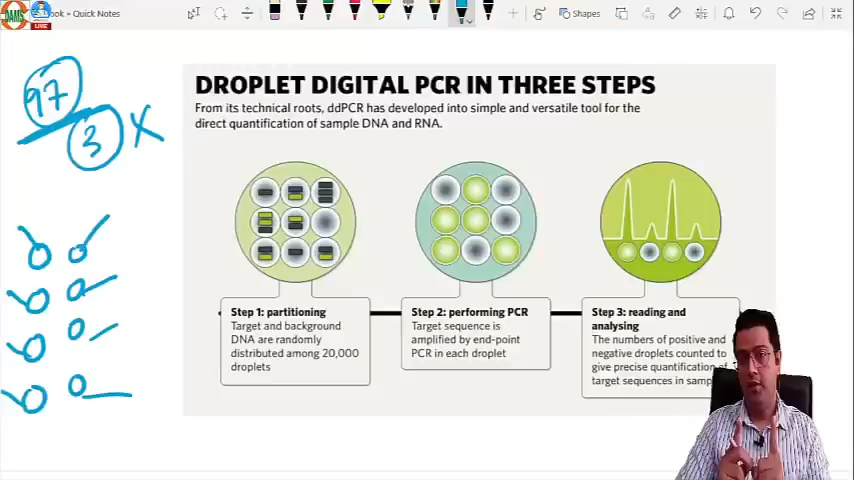 DAMS
LIVE
ook » Quick Notes
Shapes
97
3 X
DROPLET DIGITAL PCR IN THREE STEPS
From its technical roots, ddPCR has developed into simple and versatile tool for the
direct quantification of sample DNA and RNA.
Step 1: partitioning
Target and background
DNA are randomly
distributed among 20,000
droplets
Step 2: performing PCR
Target sequence is
amplified by end-point
PCR in each droplet
Step 3: reading and
analysing
The numbers of positive and
negative droplets counted to
give precise quantification of
target sequences in samp